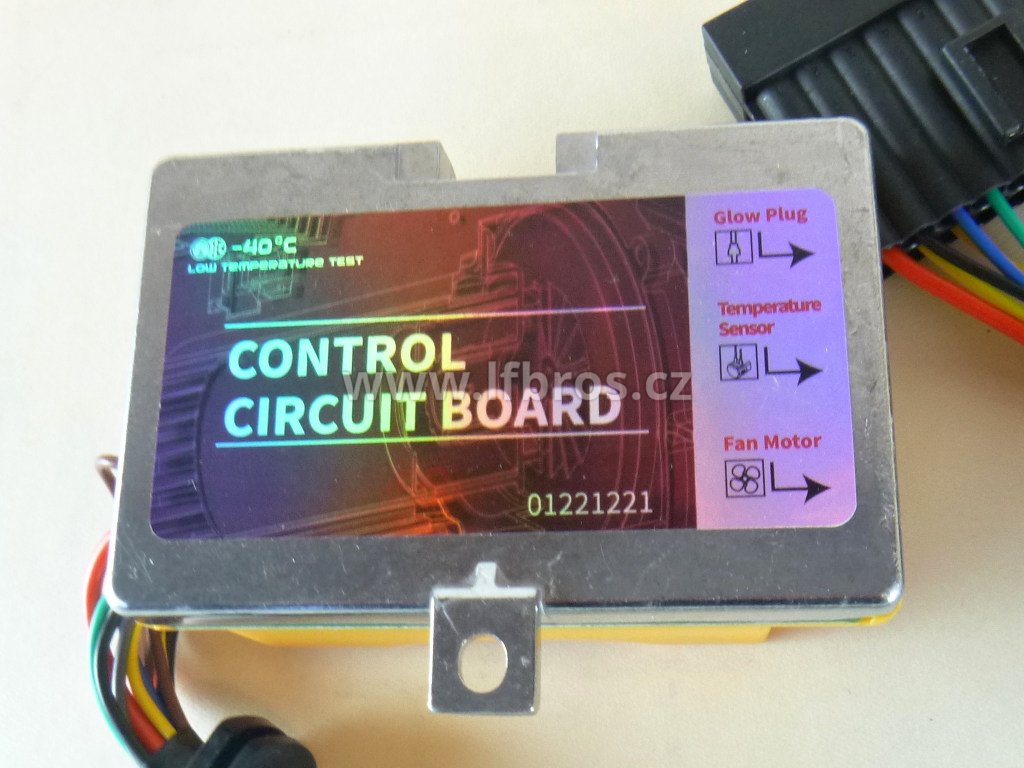 -40°C
LOW TEMPERATURE TEST
CONTROL
CIRCUIT BOARD
01221221
Glow Plug
Temperature
Sensor
Fan Motor
www.lfbros.cz